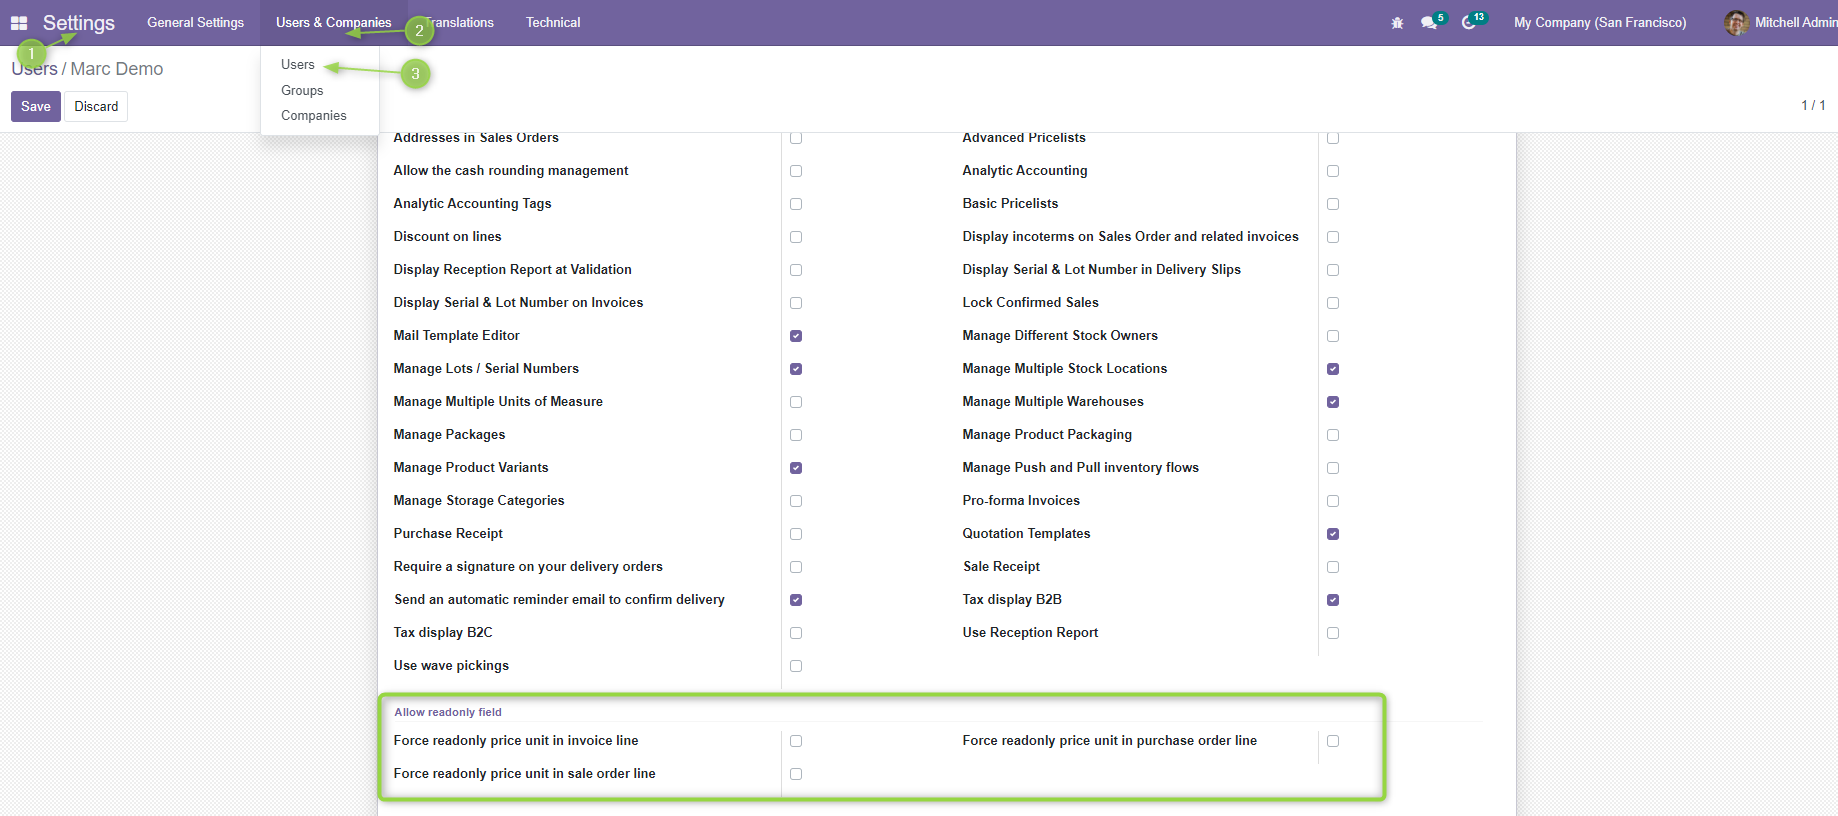 Settings General Settings Users & Companies Translations Technical 5 13 My Company (San Francisco) Mitchell Admin
1 2 3
Users / Marc Demo
Save Discard 1 / 1
Users
Groups
Companies
Addresses in Sales Orders Advanced Pricelists
Allow the cash rounding management Analytic Accounting
Analytic Accounting Tags Basic Pricelists
Discount on lines Display incoterms on Sales Order and related invoices
Display Reception Report at Validation Display Serial & Lot Number in Delivery Slips
Display Serial & Lot Number on Invoices Lock Confirmed Sales
Mail Template Editor Manage Different Stock Owners
Manage Lots / Serial Numbers Manage Multiple Stock Locations
Manage Multiple Units of Measure Manage Multiple Warehouses
Manage Packages Manage Product Packaging
Manage Product Variants Manage Push and Pull inventory flows
Manage Storage Categories Pro-forma Invoices
Purchase Receipt Quotation Templates
Require a signature on your delivery orders Sale Receipt
Send an automatic reminder email to confirm delivery Tax display B2B
Tax display B2C Use Reception Report
Use wave pickings
Allow readonly field
Force readonly price unit in invoice line Force readonly price unit in purchase order line
Force readonly price unit in sale order line